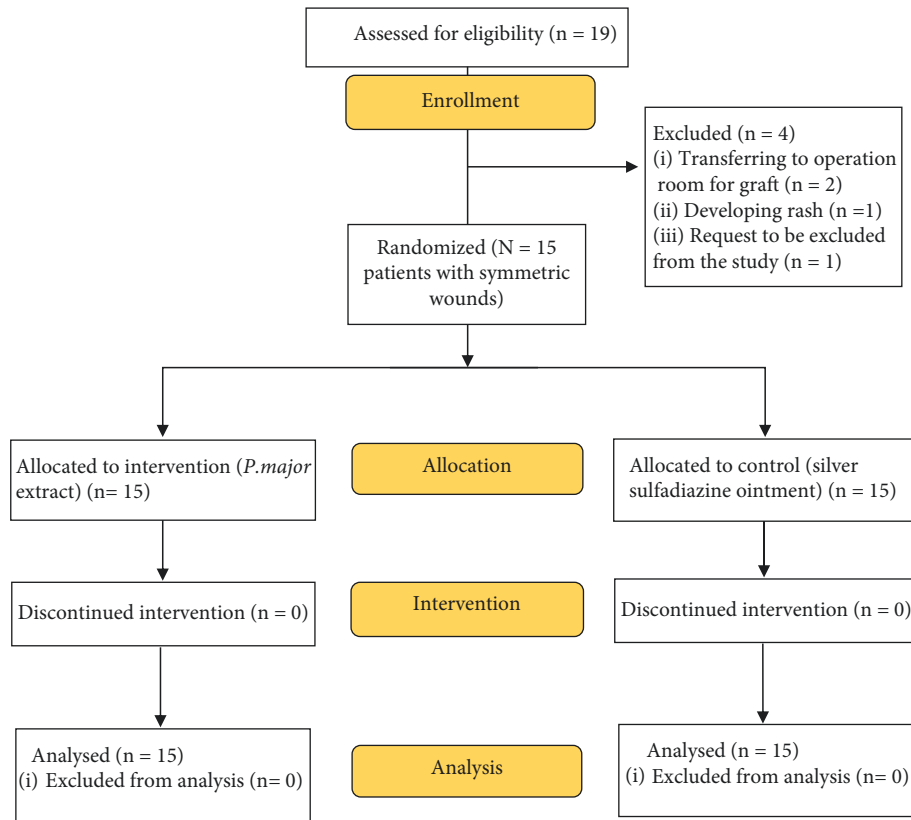 Assessed for eligibility (n = 19)
Enrollment
Excluded (n = 4)
(i) Transferring to operation
room for graft (n = 2)
(ii) Developing rash (n =1)
(iii) Request to be excluded
from the study (n = 1)
Randomized (N = 15
patients with symmetric
wounds)
Allocated to intervention (P.major
extract) (n= 15)
Allocation
Allocated to control (silver
sulfadiazine ointment) (n = 15)
Discontinued intervention (n = 0)
Intervention
Discontinued intervention (n = 0)
Analysed (n = 15)
(i) Excluded from analysis (n= 0)
Analysis
Analysed (n = 15)
(i) Excluded from analysis (n= 0)